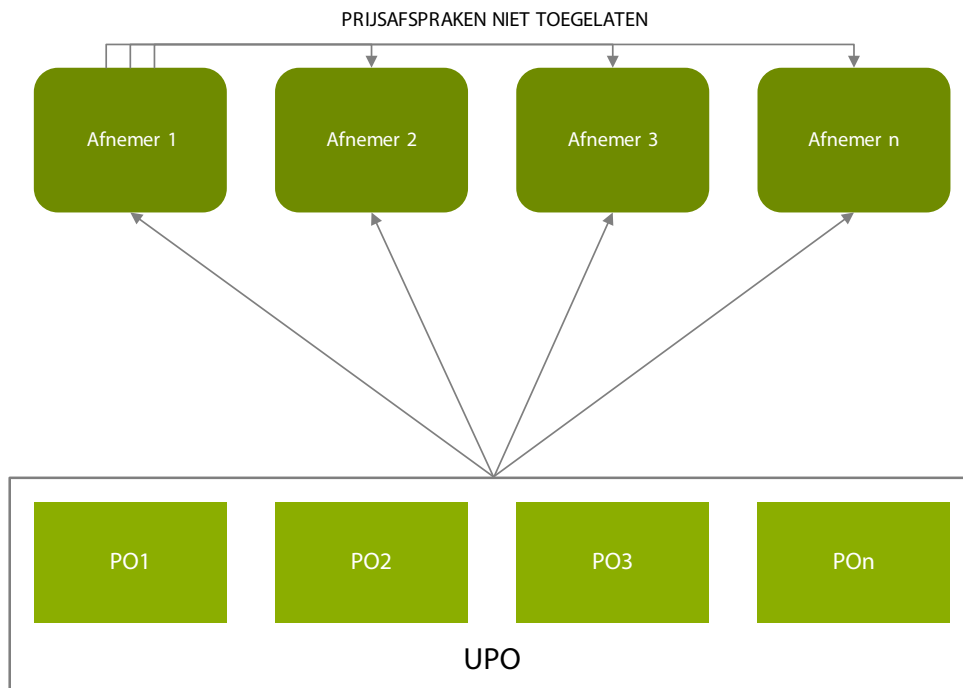 PRIJSAFSPRAKEN NIET TOEGELATEN
Afnemer 1
Afnemer 2
Afnemer 3
Afnemer n
PO1
PO2
PO3
POn
UPO